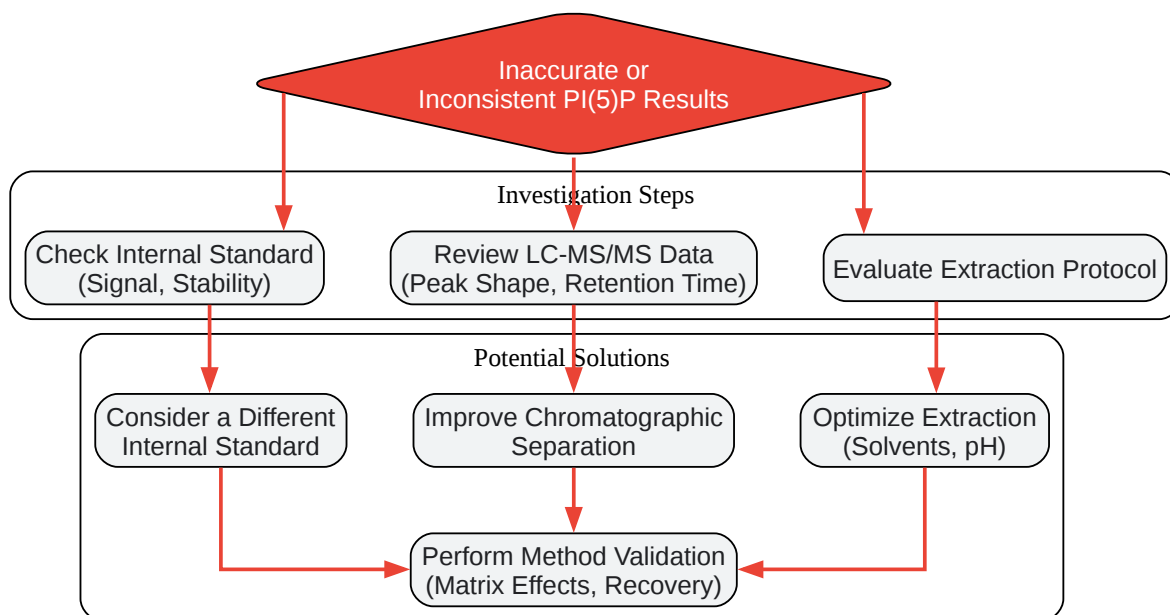 Inaccurate or
Inconsistent PI(5)P Results
Investigation Steps
Check Internal Standard
(Signal, Stability)
Review LC-MS/MS Data
(Peak Shape, Retention Time)
Evaluate Extraction Protocol
Potential Solutions
Consider a Different
Internal Standard
Improve Chromatographic
Separation
Optimize Extraction
(Solvents, pH)
Perform Method Validation
(Matrix Effects, Recovery)